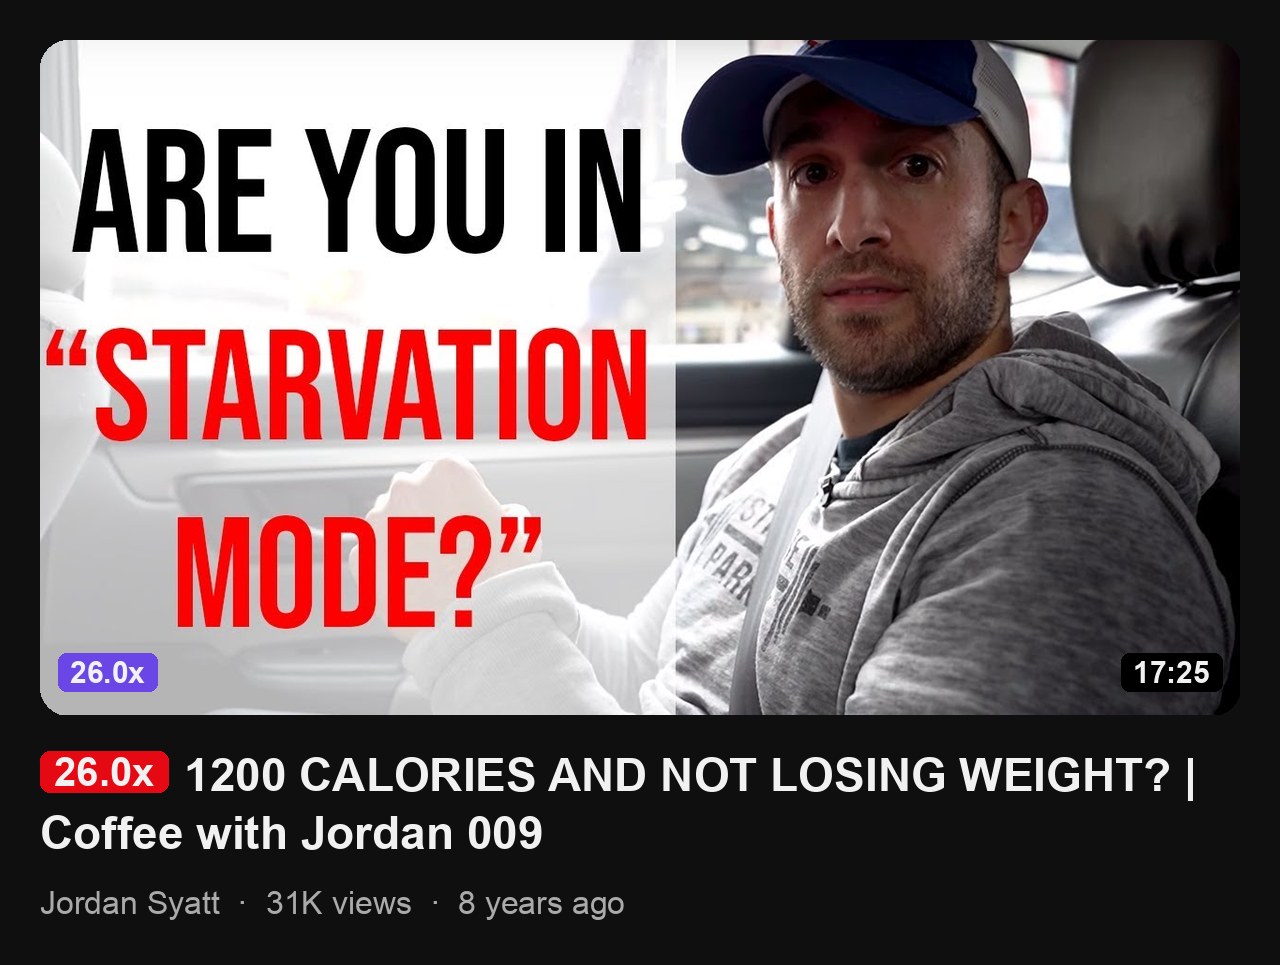 ARE YOU IN
“STARVATION
MODE?”
26.0x
17:25
26.0x 1200 CALORIES AND NOT LOSING WEIGHT? |
Coffee with Jordan 009
Jordan Syatt · 31K views · 8 years ago